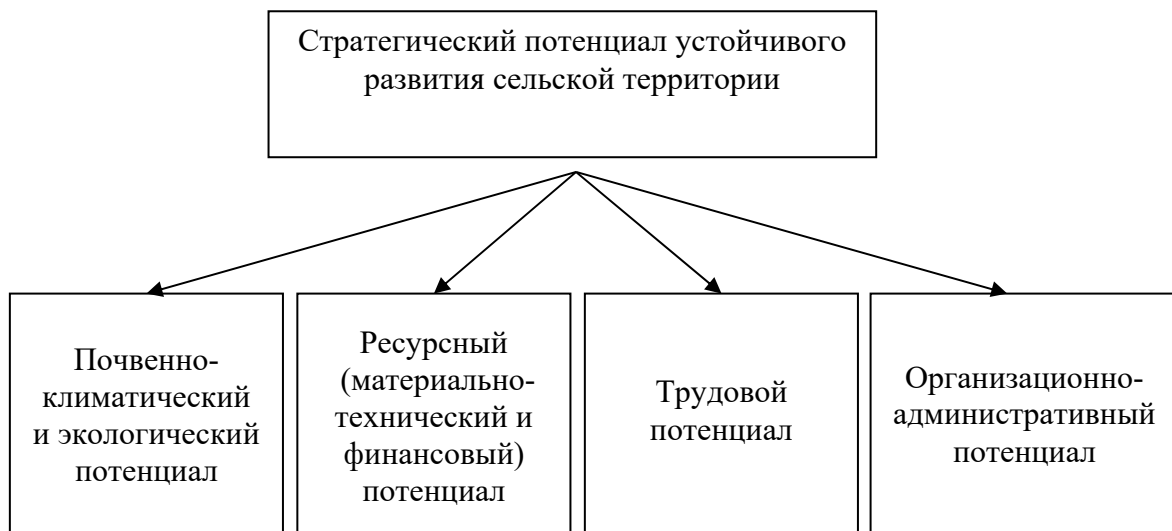 Стратегический потенциал устойчивого
развития сельской территории
Почвенно-
климатический
и экологический
потенциал
Ресурсный
(материально-
технический и
финансовый)
потенциал
Трудовой
потенциал
Организационно-
административный
потенциал